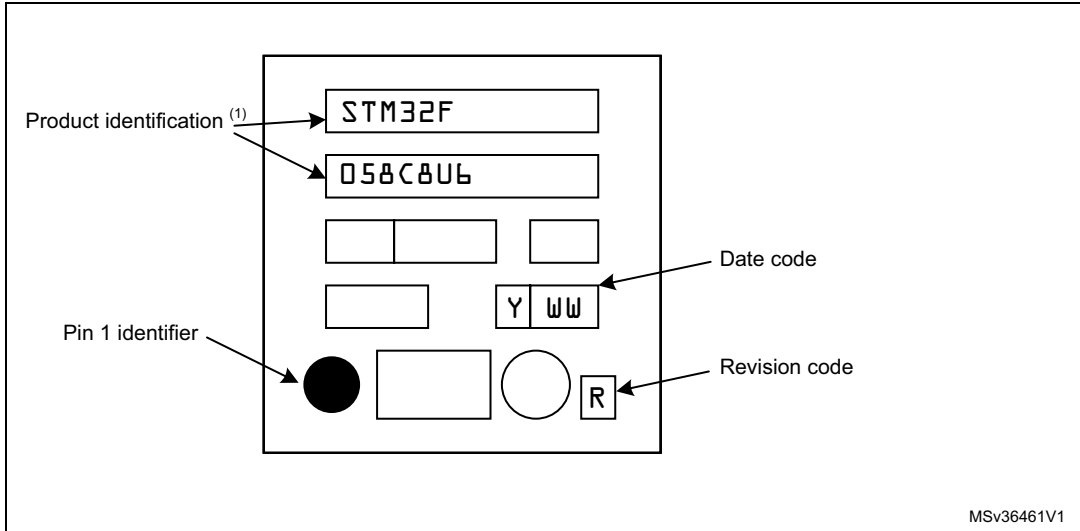 STM32F
Product identification (1)
058C8U6
Date code
Y WW
Pin 1 identifier
Revision code
R
MSv36461V1